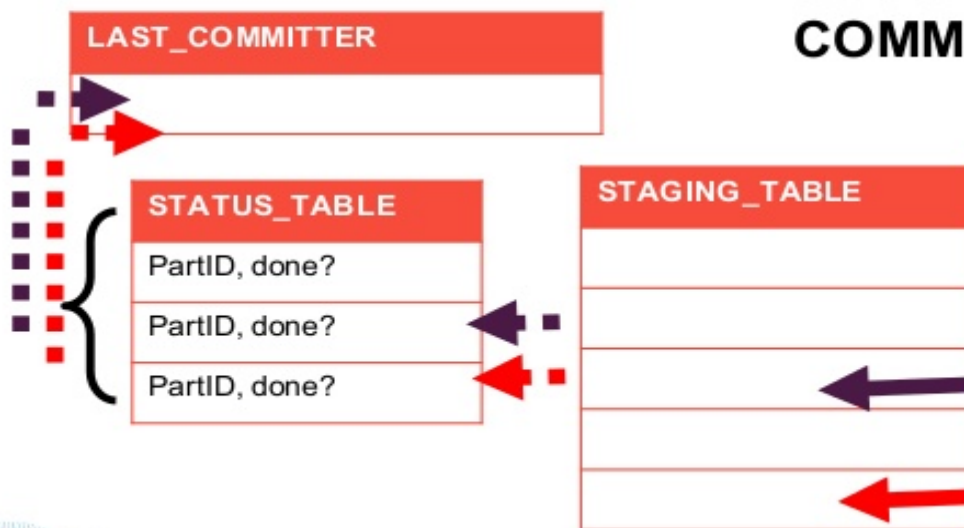 LAST_COMMITTER
COMM
STATUS_TABLE
PartID, done?
PartID, done?
PartID, done?
STAGING_TABLE